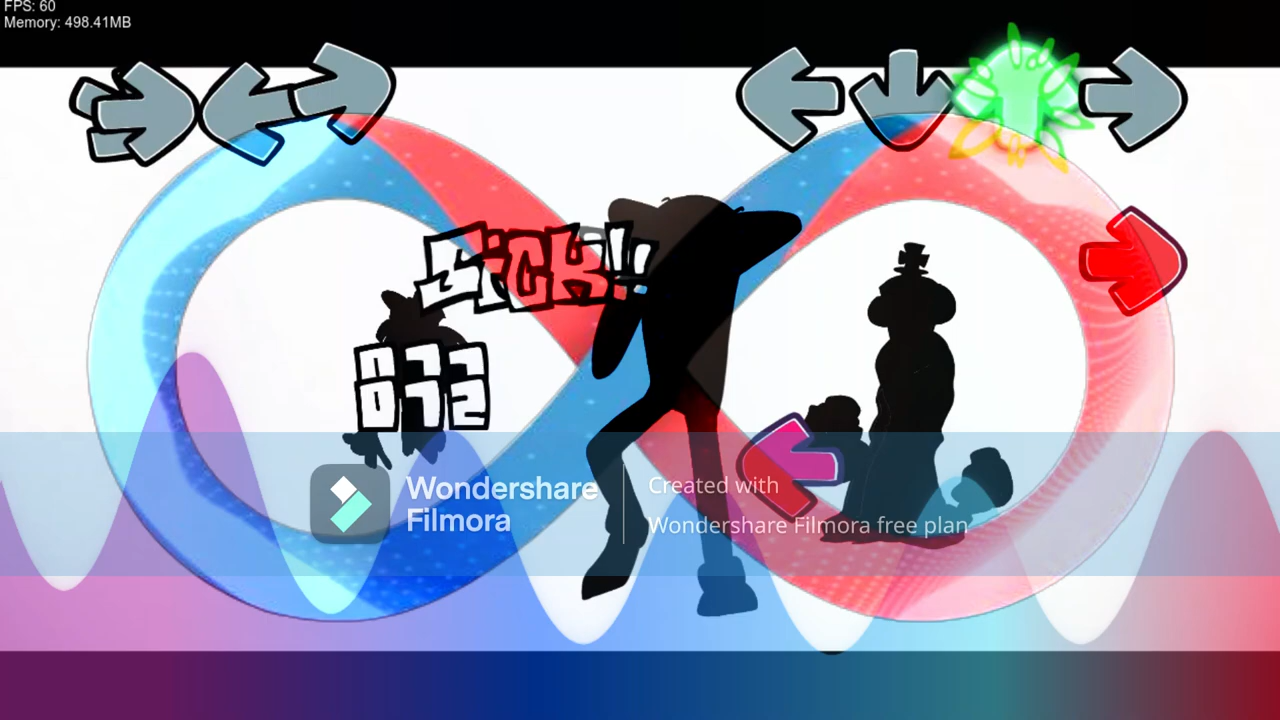 FPS: 60
Memory: 498.41MB
SiCK!!
072
Wondershare
Filmora
Created with
Wondershare Filmora free plan